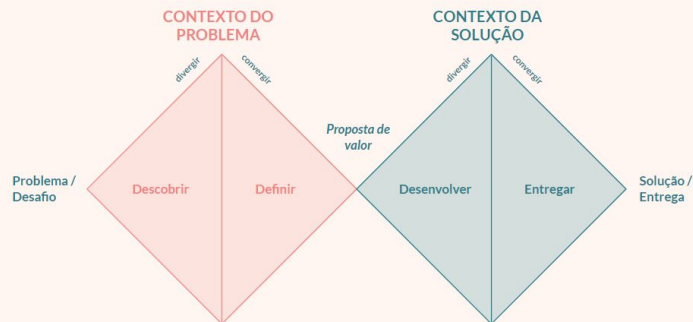 CONTEXTO DO
PROBLEMA
CONTEXTO DA
SOLUÇÃO
divergir
convergir
divergir
convergir
Proposta de
valor
Problema /
Desafio
Descobrir
Definir
Desenvolver
Entregar
Solução /
Entrega